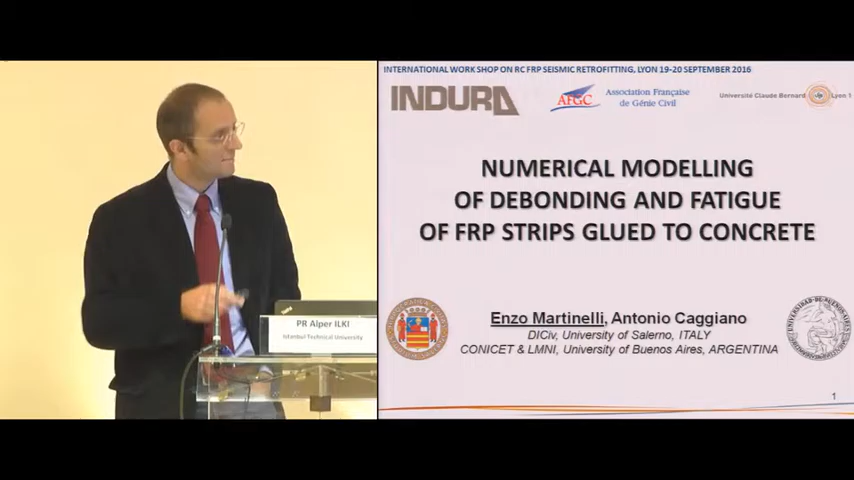 INTERNATIONAL WORK SHOP ON RC FRP SEISMIC RETROFITTING, LYON 19-20 SEPTEMBER 2016
INDURA
AFGC
Association Française
de Génie Civil
Université Claude Bernard
Lyon 1
NUMERICAL MODELLING
OF DEBONDING AND FATIGUE
OF FRP STRIPS GLUED TO CONCRETE
Enzo Martinelli, Antonio Caggiano
DICiv, University of Salerno, ITALY
CONICET & LMNI, University of Buenos Aires, ARGENTINA
1
PR Alper ILKI
Istanbul Technical University